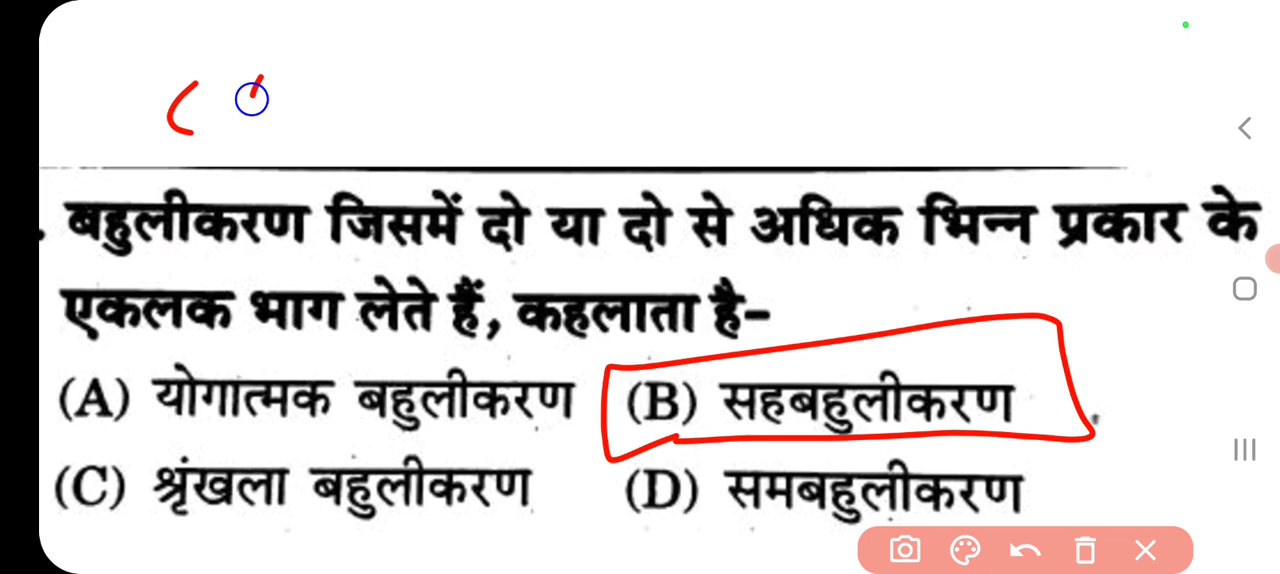 बहुलीकरण जिसमें दो या दो से अधिक भिन्न प्रकार के
एकलक भाग लेते हैं, कहलाता है–
(A) योगात्मक बहुलीकरण (B) सहबहुलीकरण
(C) श्रृंखला बहुलीकरण (D) समबहुलीकरण